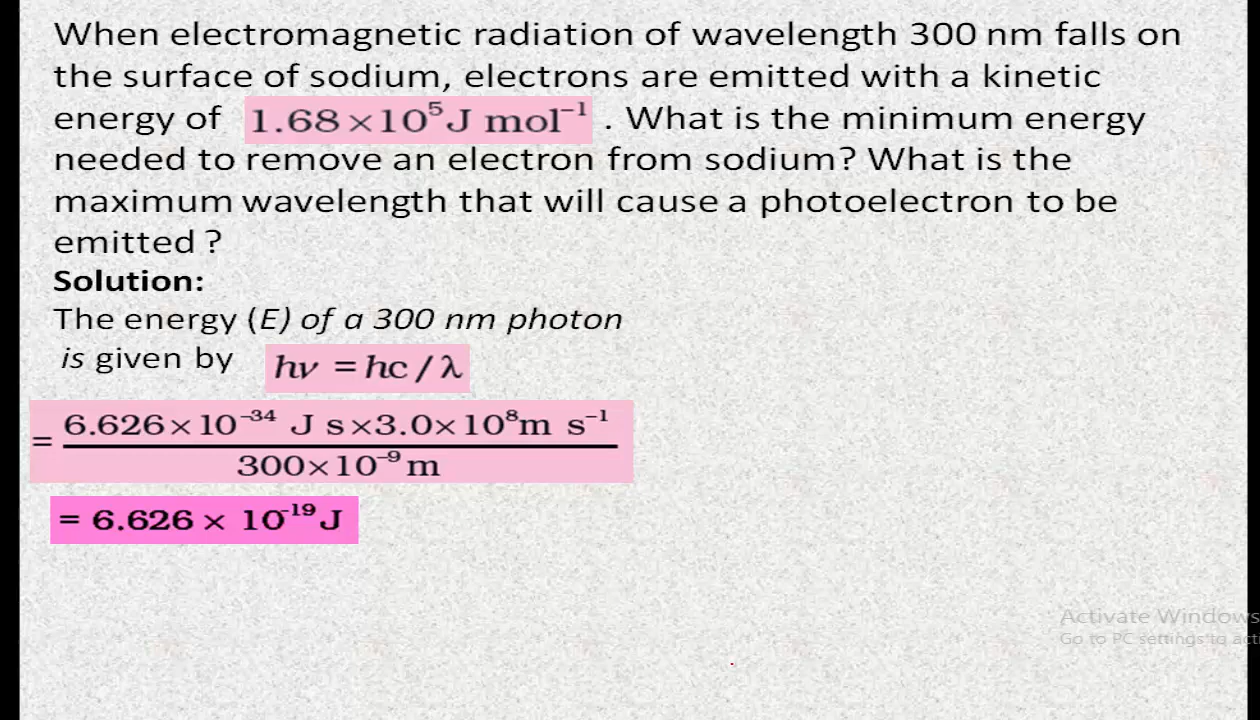 When electromagnetic radiation of wavelength 300 nm falls on
the surface of sodium, electrons are emitted with a kinetic
energy of 1.68 ×10⁵ J mol⁻¹ . What is the minimum energy
needed to remove an electron from sodium? What is the
maximum wavelength that will cause a photoelectron to be
emitted ?
Solution:
The energy (E) of a 300 nm photon
is given by hν = hc / λ
= 6.626× 10⁻³⁴ J s×3.0× 10⁸m s⁻¹
300×10⁻⁹m
= 6.626 × 10⁻¹⁹J
Activate Windows
Go to PC settings to acti